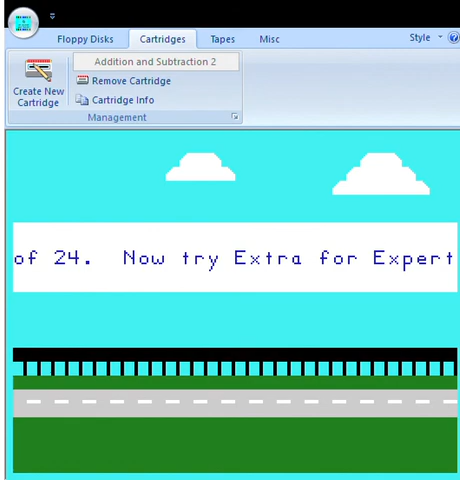 Floppy Disks Cartridges Tapes Misc Style
Addition and Subtraction 2
Remove Cartridge
Create New
Cartridge
Cartridge Info
Management
of 24. Now try Extra for Expert